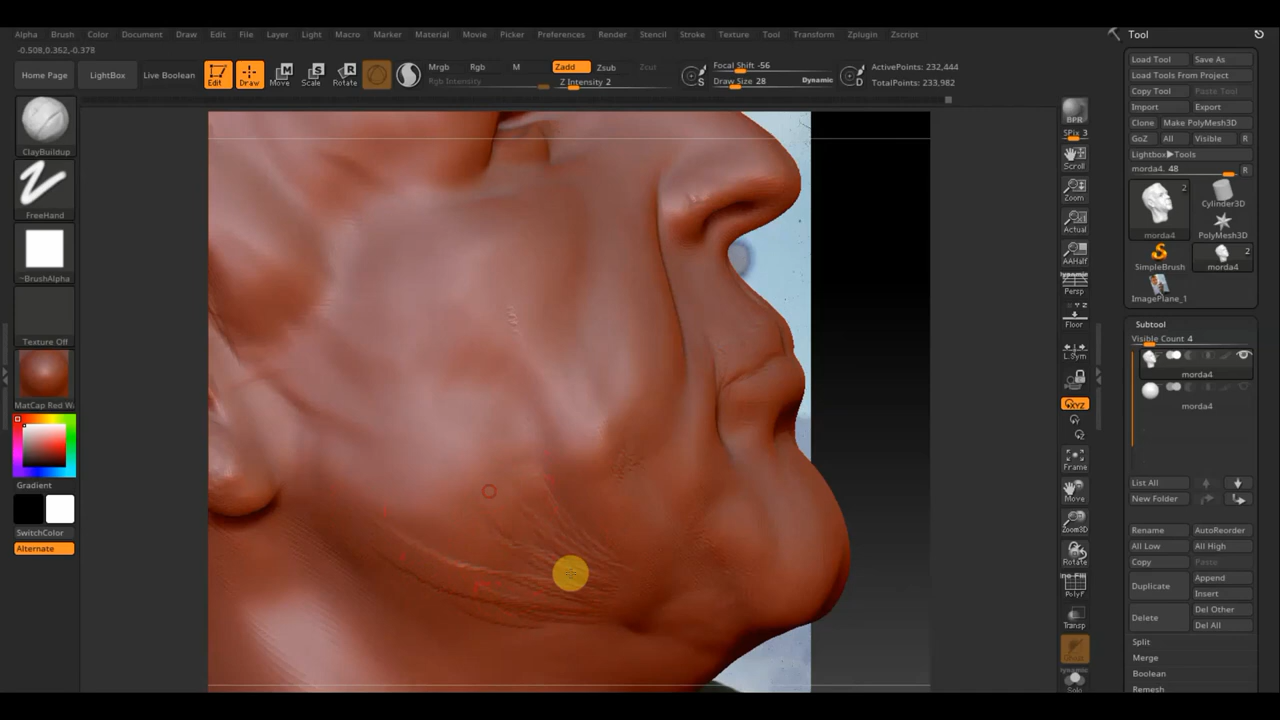 Alpha Brush Color Document Draw Edit File Layer Light Macro Marker Material Movie Picker Preferences Render Stencil Stroke Texture Tool Transform Zplugin Zscript
Tool
-0.508,0.362,-0.378
Home Page
LightBox
Live Boolean
Edit
Draw
Move
Scale
Rotate
Mrgb Rgb M
Rgb Intensity
Zadd Zsub Zcut
Z Intensity 2
Focal Shift -56
Draw Size 28
Dynamic
S
D
ActivePoints: 232,444
TotalPoints: 233,982
ClayBuildup
FreeHand
~BrushAlpha
Texture Off
MatCap Red W
Gradient
SwitchColor
Alternate
BPR
SPix 3
Scroll
Zoom
Actual
AAHalf
Dynamic
Persp
Floor
L.Sym
XYZ
Y
Z
Frame
Move
Zoom3D
Rotate
PolyF
Transp
Ghost
Dynamic
Solo
Load Tool Save As
Load Tools From Project
Copy Tool Paste Tool
Import Export
Clone Make PolyMesh3D
GoZ All Visible R
Lightbox▶Tools
morda4. 48 R
2
morda4
Cylinder3D
PolyMesh3D
SimpleBrush
2
morda4
ImagePlane_1
Subtool
Visible Count 4
morda4
morda4
List All
New Folder
Rename AutoReorder
All Low All High
Copy Paste
Duplicate Append
Insert
Delete Del Other
Del All
Split
Merge
Boolean
Remesh